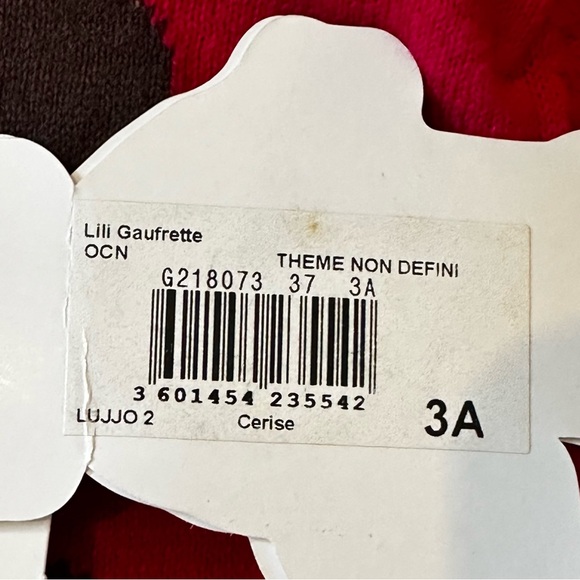 Lili Gaufrette
OCN
THEME NON DEFINI
G218073 37 3A
3 601454 235542
LUJJO 2 Cerise 3A